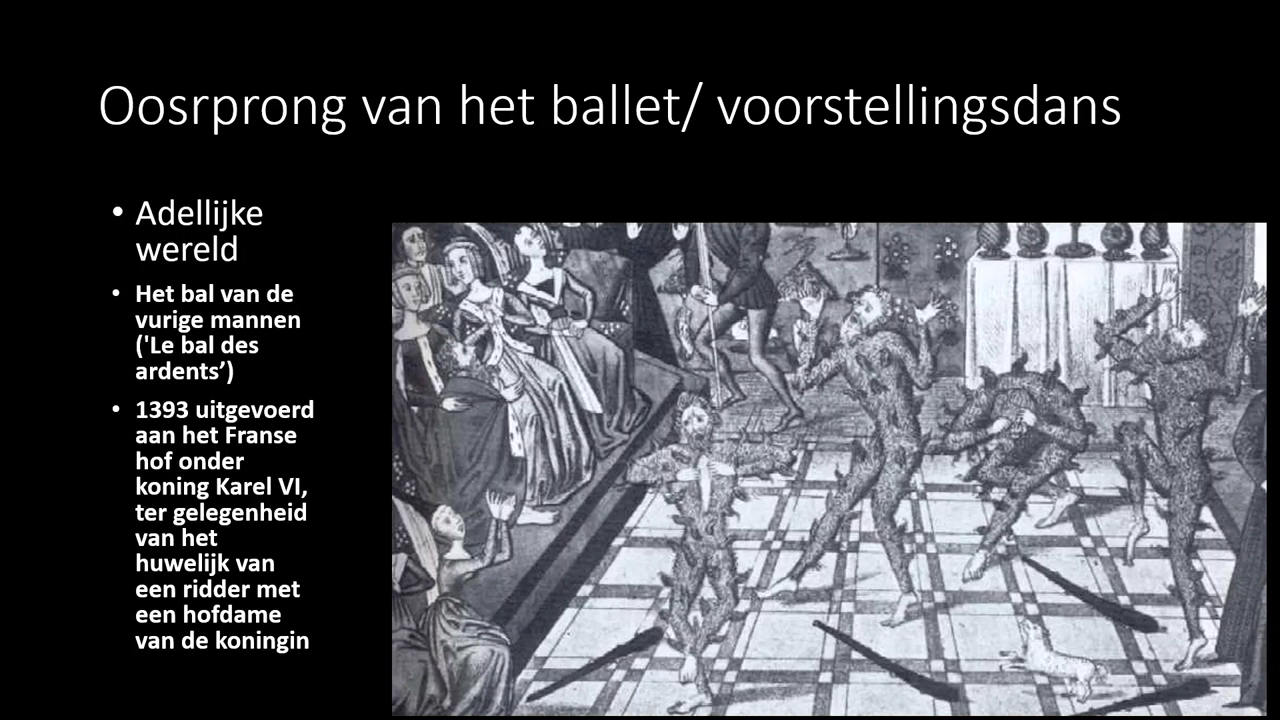 Oosrprong van het ballet/ voorstellingsdans
• Adellijke
wereld
• Het bal van de
vurige mannen
('Le bal des
ardents’)
• 1393 uitgevoerd
aan het Franse
hof onder
koning Karel VI,
ter gelegenheid
van het
huwelijk van
een ridder met
een hofdame
van de koningin